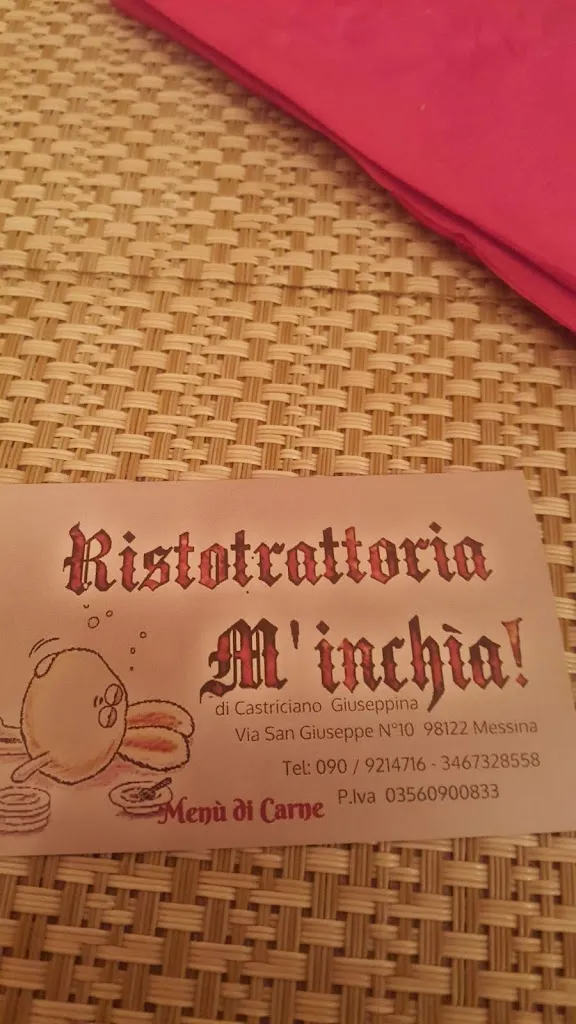 Ristotrattoria
M'inchìa!
di Castriciano Giuseppina
Via San Giuseppe N°10 98122 Messina
Tel: 090 / 9214716 - 3467328558
P.Iva 03560900833
Menù di Carne